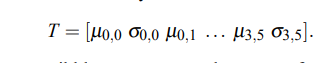 T = [μ0,0 σ0,0 μ0,1 … μ3,5 σ3,5].